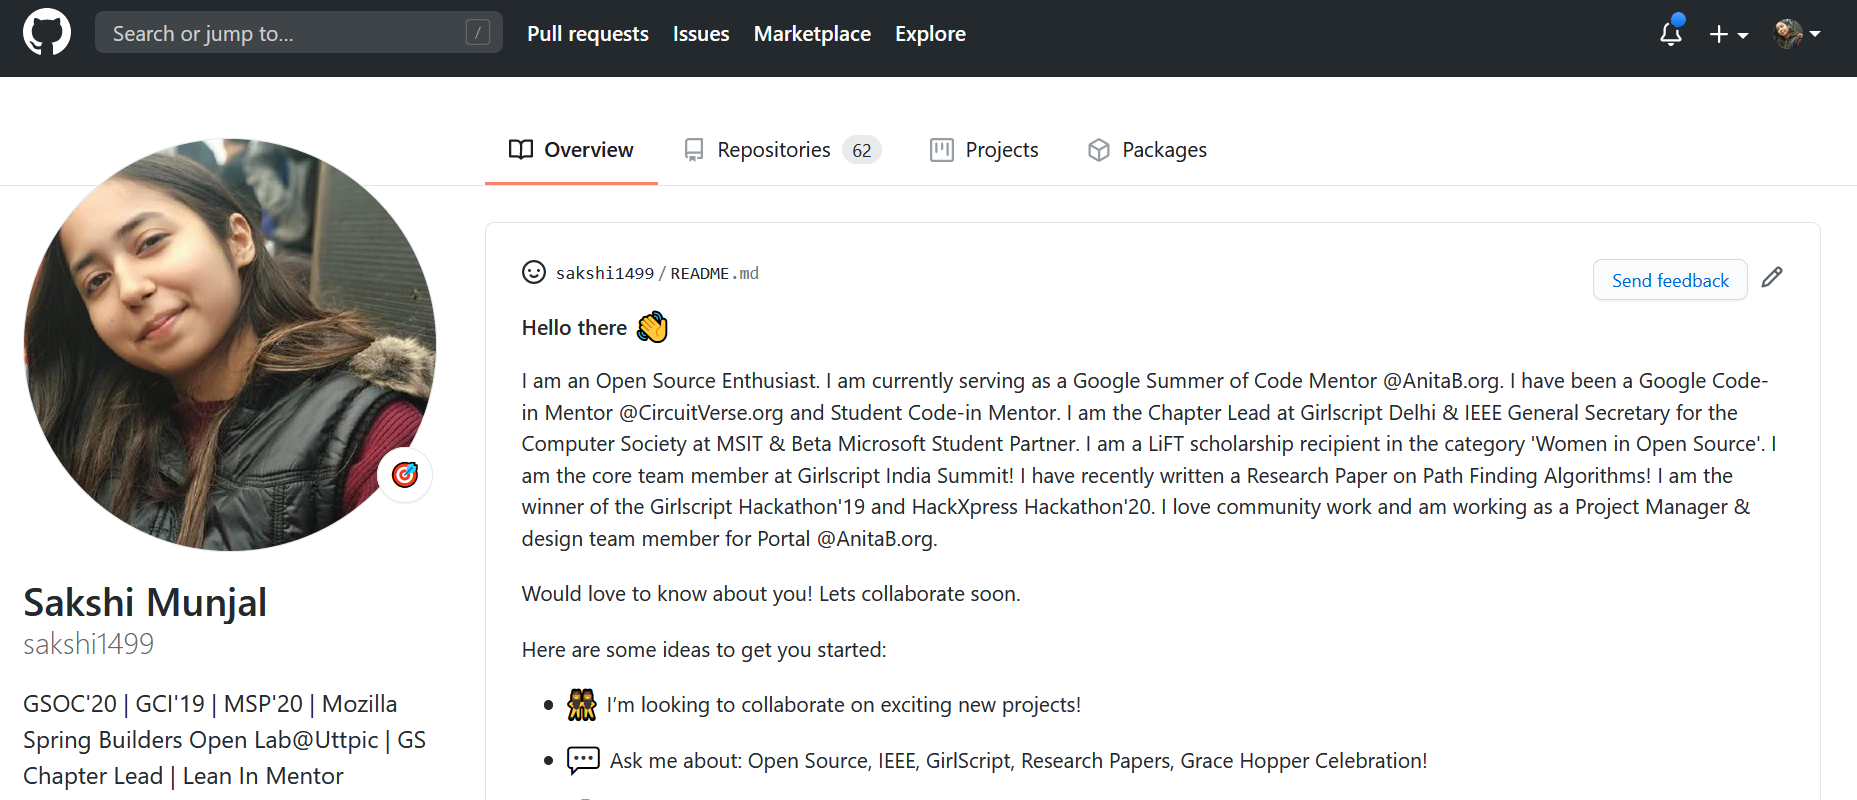 Search or jump to... /
Pull requests Issues Marketplace Explore
Overview Repositories 62 Projects Packages
sakshi1499 / README.md
Send feedback
Hello there 👋
I am an Open Source Enthusiast. I am currently serving as a Google Summer of Code Mentor @AnitaB.org. I have been a Google Code-
in Mentor @CircuitVerse.org and Student Code-in Mentor. I am the Chapter Lead at Girlscript Delhi & IEEE General Secretary for the
Computer Society at MSIT & Beta Microsoft Student Partner. I am a LiFT scholarship recipient in the category 'Women in Open Source'. I
am the core team member at Girlscript India Summit! I have recently written a Research Paper on Path Finding Algorithms! I am the
winner of the Girlscript Hackathon'19 and HackXpress Hackathon'20. I love community work and am working as a Project Manager &
design team member for Portal @AnitaB.org.
Would love to know about you! Lets collaborate soon.
Here are some ideas to get you started:
• 👯 I’m looking to collaborate on exciting new projects!
• 💬 Ask me about: Open Source, IEEE, GirlScript, Research Papers, Grace Hopper Celebration!
Sakshi Munjal
sakshi1499
GSOC'20 | GCI'19 | MSP'20 | Mozilla
Spring Builders Open Lab@Uttpic | GS
Chapter Lead | Lean In Mentor